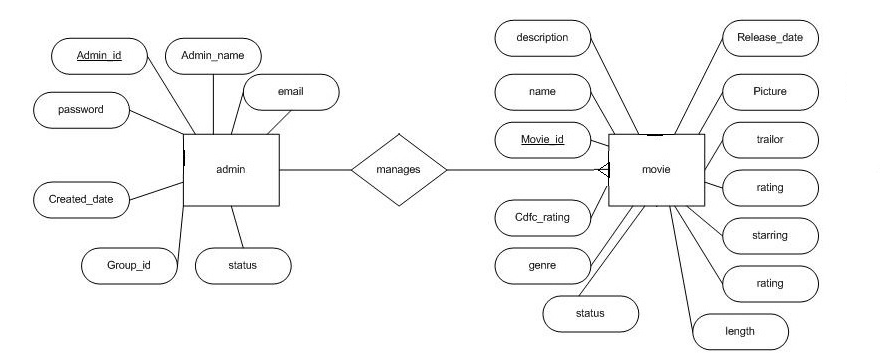 description
Release_date
Admin_id
Admin_name
email
name
Picture
password
Movie_id
trailor
admin
manages
movie
rating
Created_date
Cdfc_rating
starring
Group_id
status
genre
rating
status
length